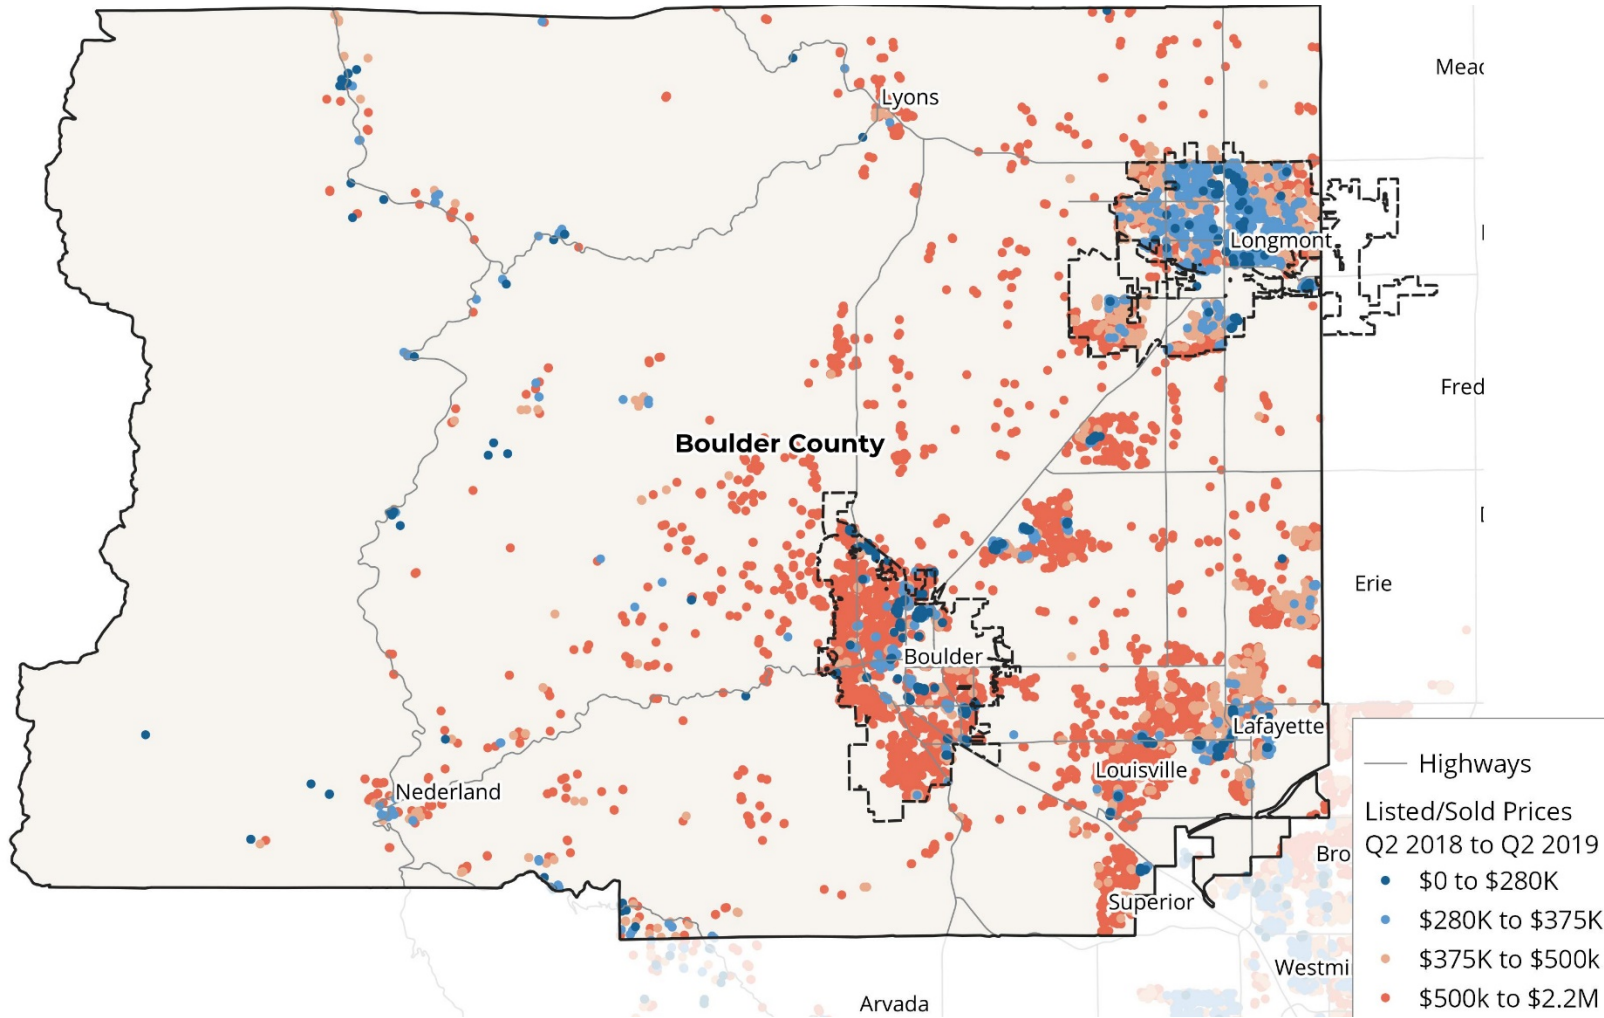 Meac
Lyons
Longmont
Fred
Boulder County
Erie
Boulder
Lafayette
Louisville
Nederland
Superior
Bro
Westmi
Arvada
Highways
Listed/Sold Prices
Q2 2018 to Q2 2019
$0 to $280K
$280K to $375K
$375K to $500k
$500k to $2.2M